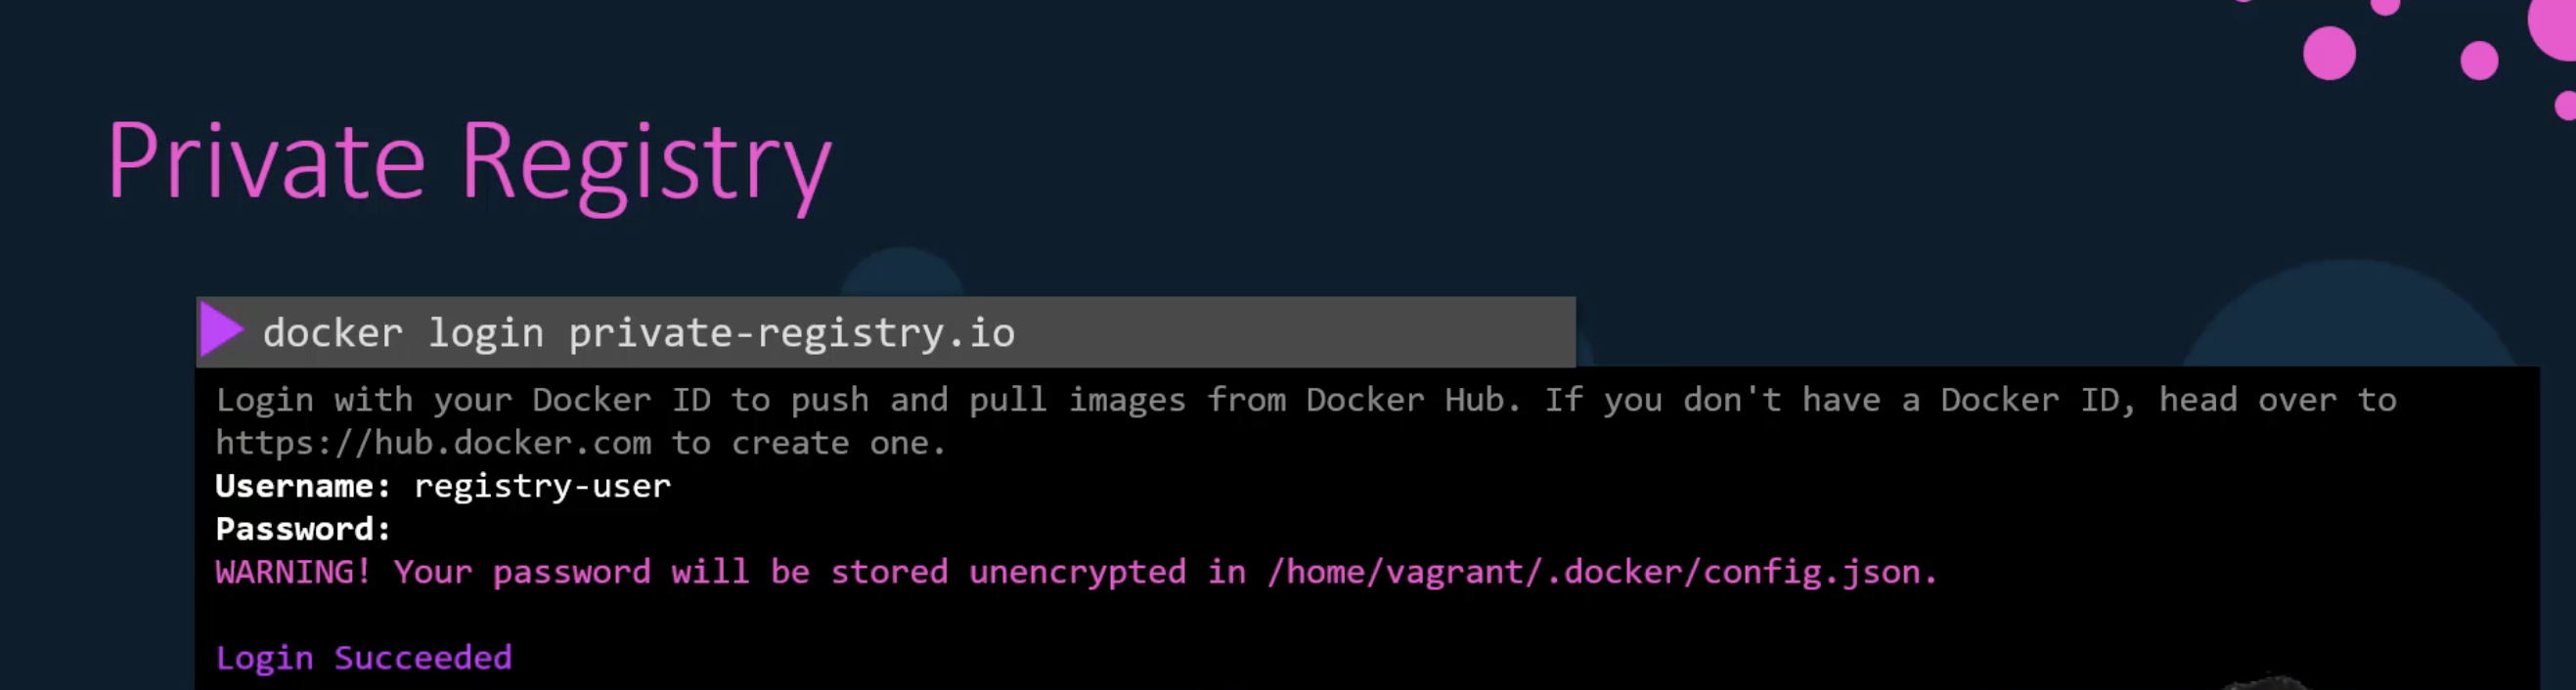 Private Registry
docker login private-registry.io
Login with your Docker ID to push and pull images from Docker Hub. If you don't have a Docker ID, head over to
https://hub.docker.com to create one.
Username: registry-user
Password:
WARNING! Your password will be stored unencrypted in /home/vagrant/.docker/config.json.
Login Succeeded